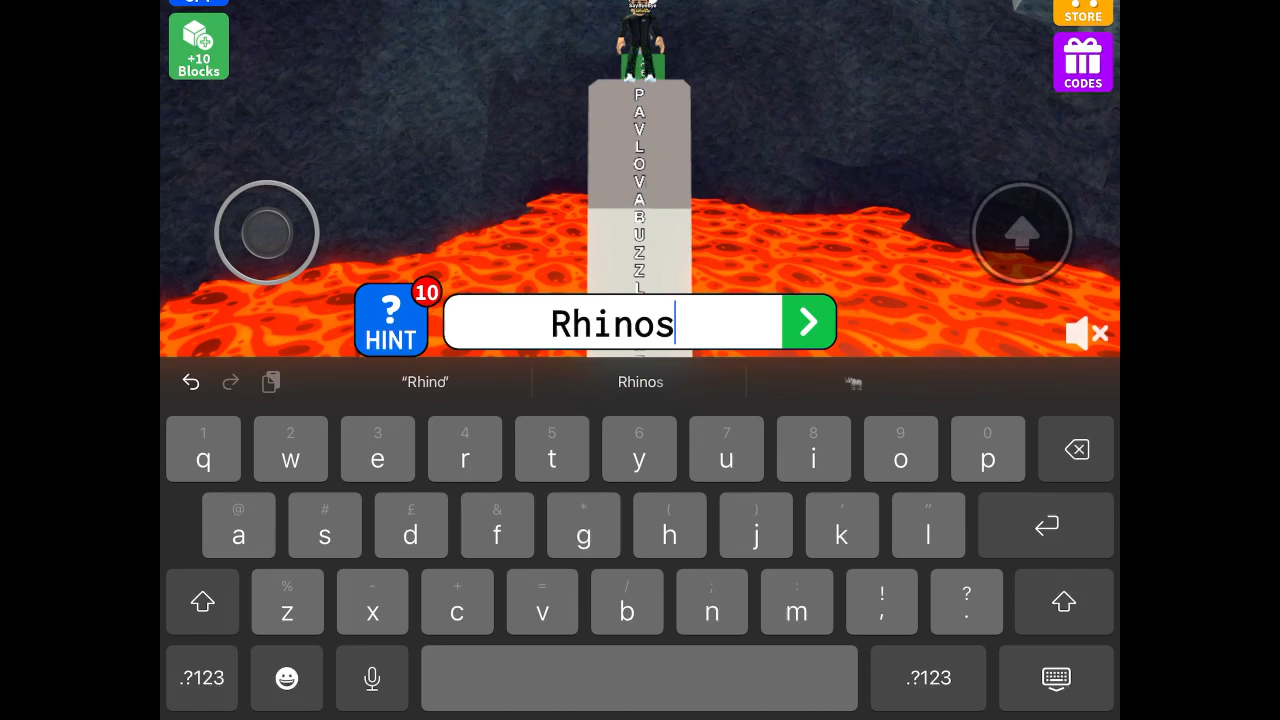 +10
Blocks
STORE
CODES
P
A
V
L
O
V
A
B
U
Z
Z
L
?
10
HINT
Rhinos
“Rhino”
Rhinos
1 2 3 4 5 6 7 8 9 0
q w e r t y u i o p
@ # £ & * ( ) ' "
a s d f g h j k l
% - + = / ; : ! ?
z x c v b n m , .
.?123
.?123